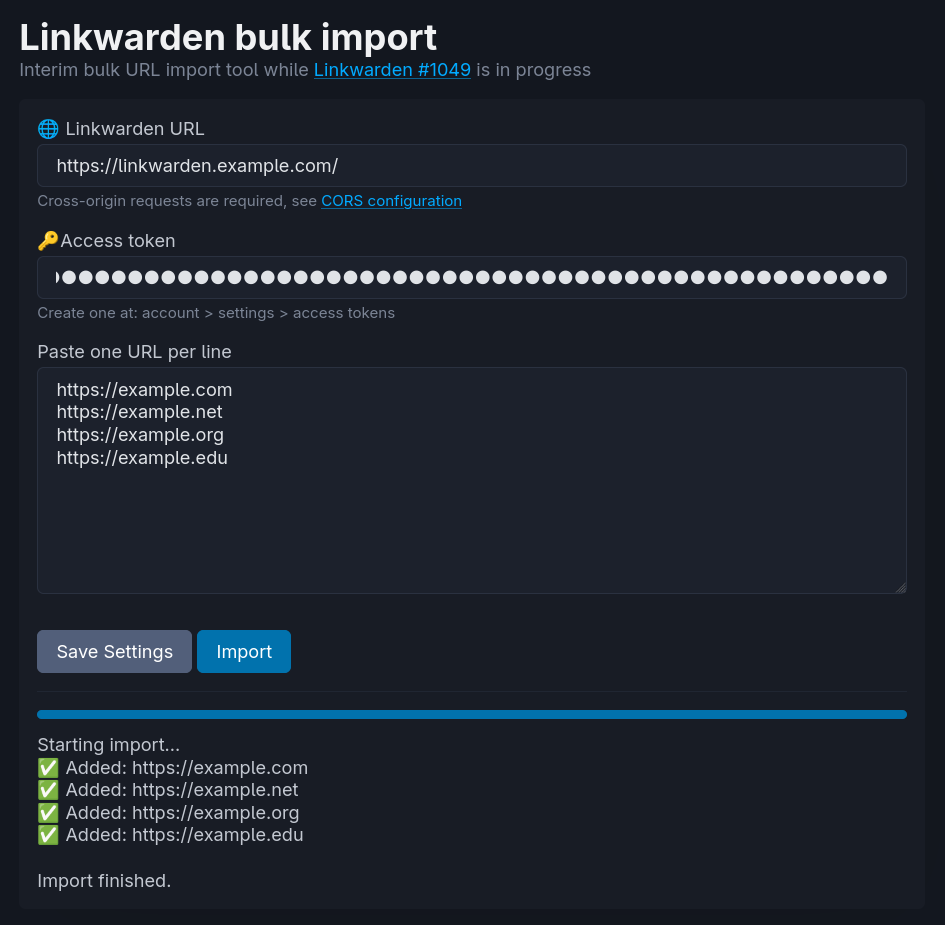 Linkwarden bulk import
Interim bulk URL import tool while Linkwarden #1049 is in progress
🌐 Linkwarden URL
https://linkwarden.example.com/
Cross-origin requests are required, see CORS configuration
🔑Access token
Create one at: account > settings > access tokens
Paste one URL per line
https://example.com
https://example.net
https://example.org
https://example.edu
Save Settings Import
Starting import...
✅ Added: https://example.com
✅ Added: https://example.net
✅ Added: https://example.org
✅ Added: https://example.edu
Import finished.